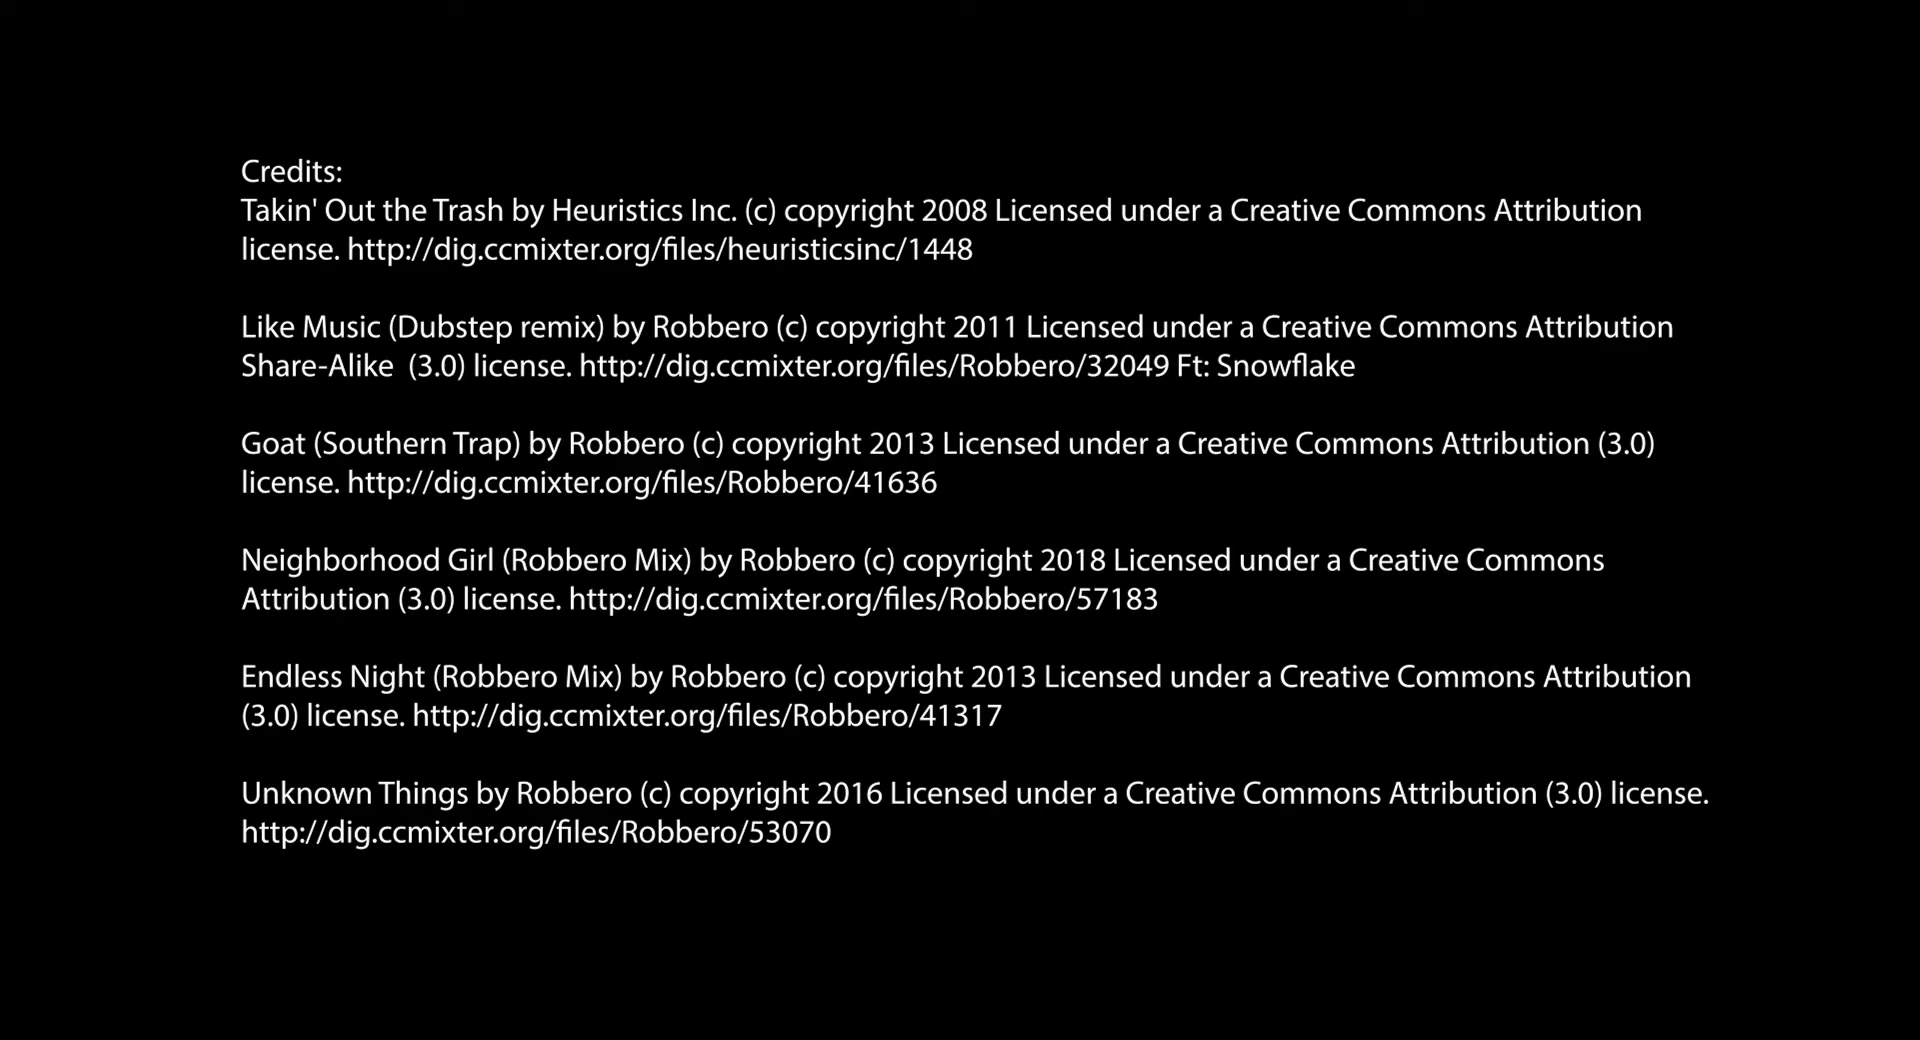 Credits:
Takin' Out the Trash by Heuristics Inc. (c) copyright 2008 Licensed under a Creative Commons Attribution
license. http://dig.ccmixter.org/files/heuristicsinc/1448
Like Music (Dubstep remix) by Robbero (c) copyright 2011 Licensed under a Creative Commons Attribution
Share-Alike  (3.0) license. http://dig.ccmixter.org/files/Robbero/32049 Ft: Snowflake
Goat (Southern Trap) by Robbero (c) copyright 2013 Licensed under a Creative Commons Attribution (3.0)
license. http://dig.ccmixter.org/files/Robbero/41636
Neighborhood Girl (Robbero Mix) by Robbero (c) copyright 2018 Licensed under a Creative Commons
Attribution (3.0) license. http://dig.ccmixter.org/files/Robbero/57183
Endless Night (Robbero Mix) by Robbero (c) copyright 2013 Licensed under a Creative Commons Attribution
(3.0) license. http://dig.ccmixter.org/files/Robbero/41317
Unknown Things by Robbero (c) copyright 2016 Licensed under a Creative Commons Attribution (3.0) license.
http://dig.ccmixter.org/files/Robbero/53070